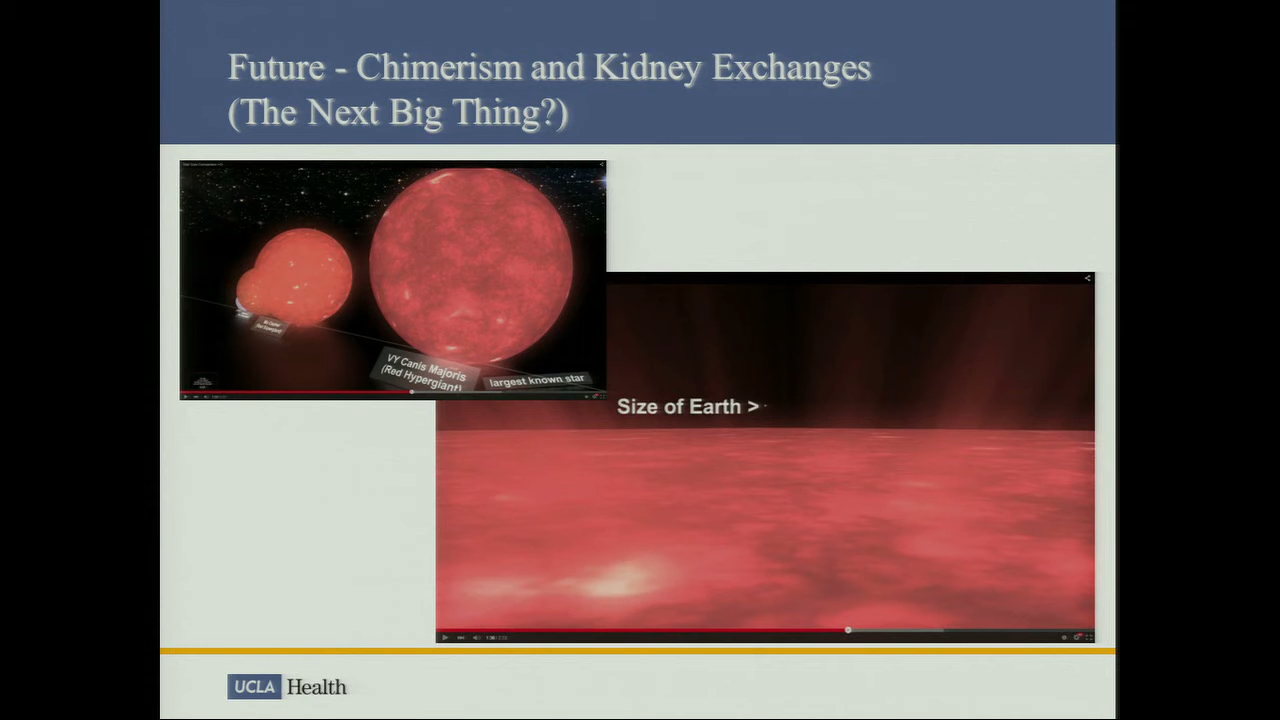 Future - Chimerism and Kidney Exchanges
(The Next Big Thing?)
VY Canis Majoris
(Red Hypergiant)
largest known star
Size of Earth >
UCLA Health